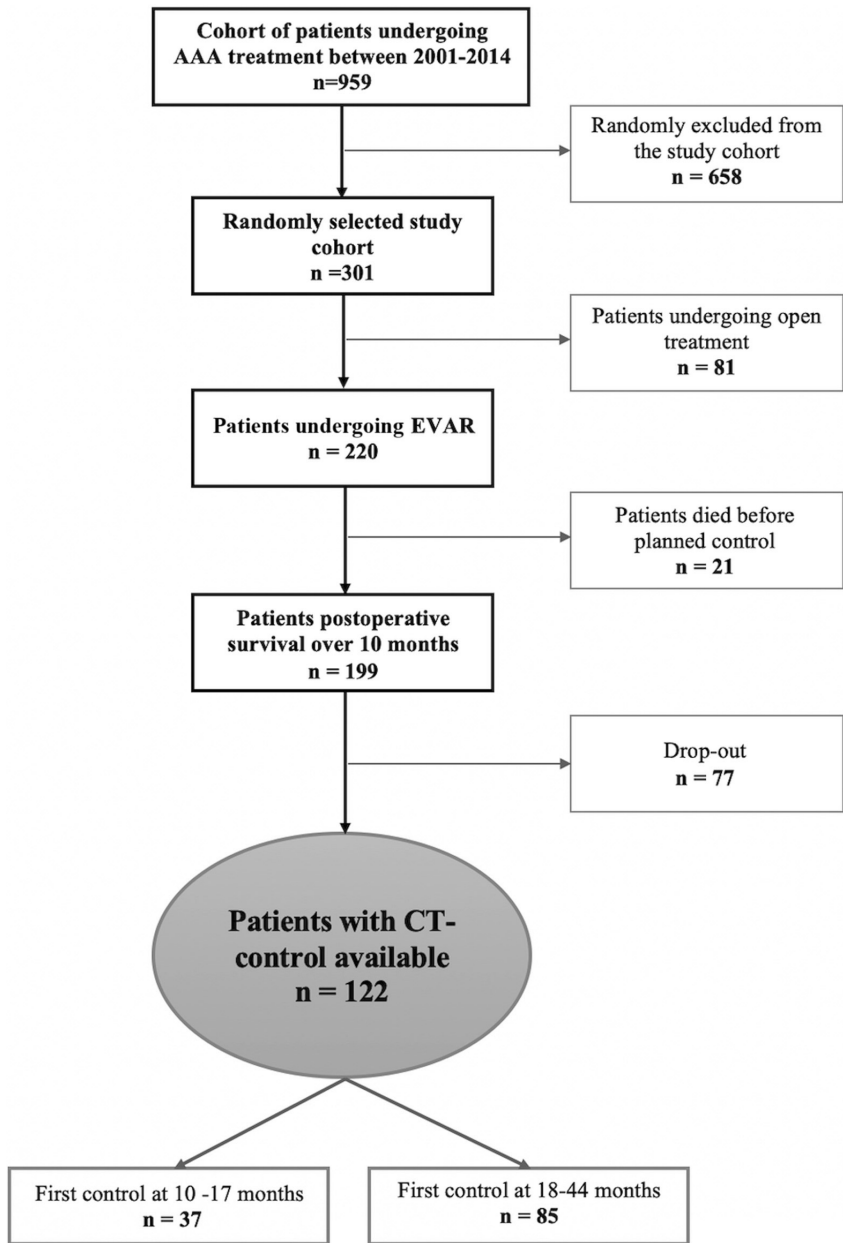 Cohort of patients undergoing
AAA treatment between 2001-2014
n=959
Randomly excluded from
the study cohort
n = 658
Randomly selected study
cohort
n =301
Patients undergoing open
treatment
n = 81
Patients undergoing EVAR
n = 220
Patients died before
planned control
n = 21
Patients postoperative
survival over 10 months
n = 199
Drop-out
n = 77
Patients with CT-
control available
n = 122
First control at 10 -17 months
n = 37
First control at 18-44 months
n = 85